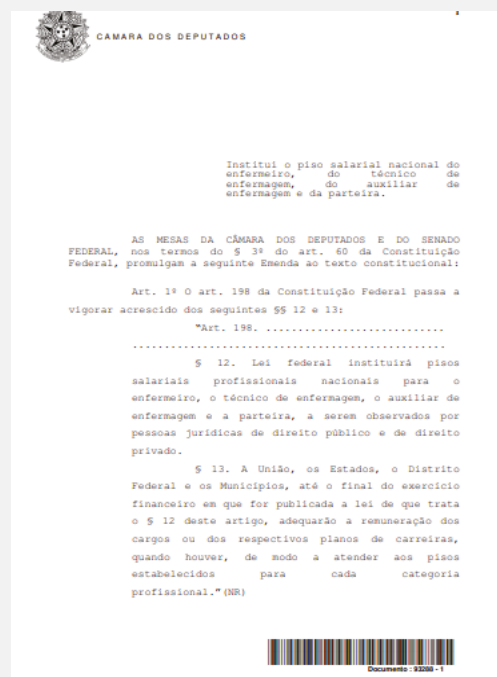 CAMARA DOS DEPUTADOS
Institui o piso salarial nacional do
enfermeiro, do técnico de
enfermagem, do auxiliar de
enfermagem e da parteira.
AS MESAS DA CÂMARA DOS DEPUTADOS E DO SENADO
FEDERAL, nos termos do § 3º do art. 60 da Constituição
Federal, promulgam a seguinte Emenda ao texto constitucional:
Art. 1º O art. 198 da Constituição Federal passa a
vigorar acrescido dos seguintes §§ 12 e 13:
"Art. 198. ............................
.................................................
§ 12. Lei federal instituirá pisos
salariais profissionais nacionais para o
enfermeiro, o técnico de enfermagem, o auxiliar de
enfermagem e a parteira, a serem observados por
pessoas jurídicas de direito público e de direito
privado.
§ 13. A União, os Estados, o Distrito
Federal e os Municípios, até o final do exercício
financeiro em que for publicada a lei de que trata
o § 12 deste artigo, adequarão a remuneração dos
cargos ou dos respectivos planos de carreiras,
quando houver, de modo a atender aos pisos
estabelecidos para cada categoria
profissional."(NR)
Documento : 93288 - 1